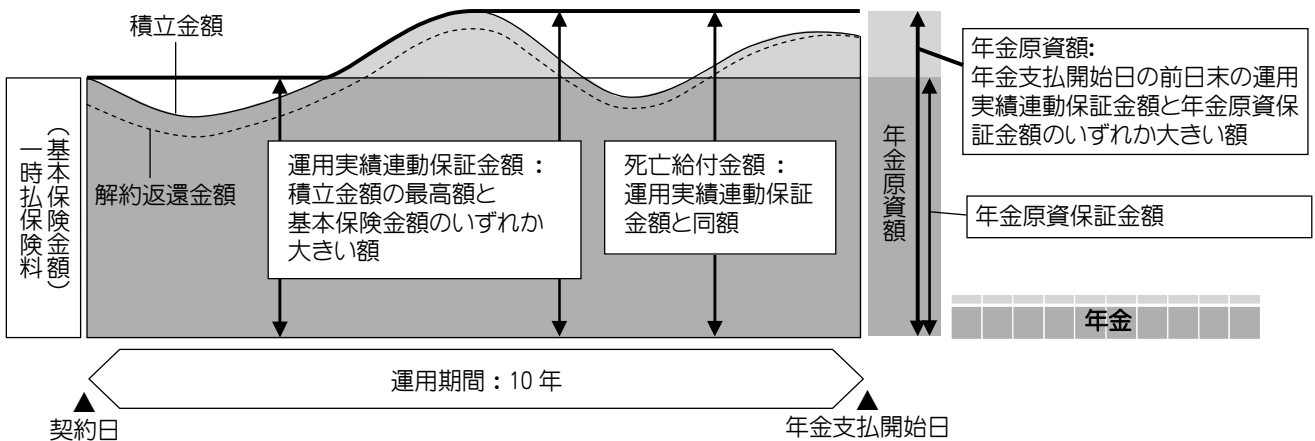 積立金額
解約返還金額
一時払保険料
（基本保険金額）
運用実績連動保証金額：
積立金額の最高額と
基本保険金額のいずれか
大きい額
死亡給付金額：
運用実績連動保証
金額と同額
年金原資額
年金原資額:
年金支払開始日の前日末の運用
実績連動保証金額と年金原資保
証金額のいずれか大きい額
年金原資保証金額
年金
運用期間：10年
契約日
年金支払開始日